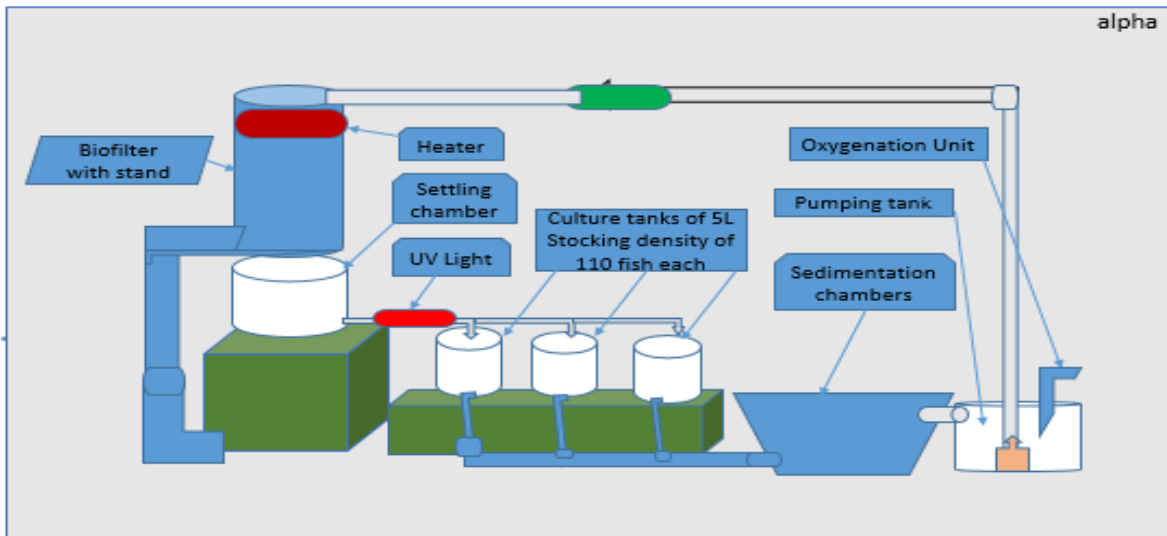 alpha
Biofilter
with stand
Heater
Oxygenation Unit
Settling
chamber
Culture tanks of 5L
Stocking density of
110 fish each
Pumping tank
UV Light
Sedimentation
chambers